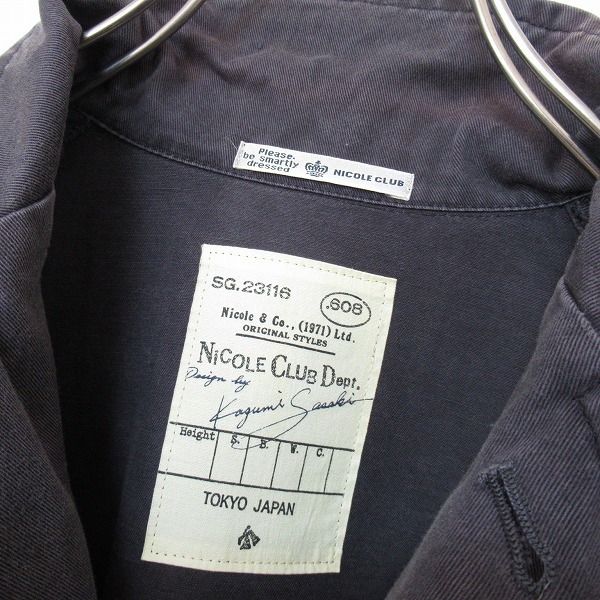 Please.
be smartly
dressed
NICOLE CLUB
SG.23116
.608
Nicole & Co., (1971) Ltd.
ORIGINAL STYLES
NiCOLE CLUB DEPT.
Design by
Kazumi Sasaki
Height S. B. W. C.
TOKYO JAPAN